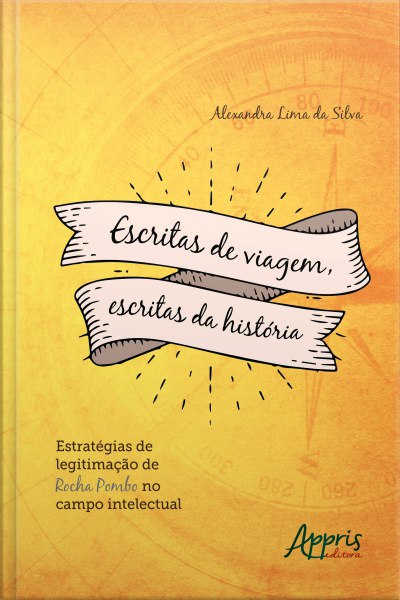 Alexandra Lima da Silva
Escritas de viagem,
escritas da história
Estratégias de
legitimação de
Rocha Pombo no
campo intelectual
Appris
editora